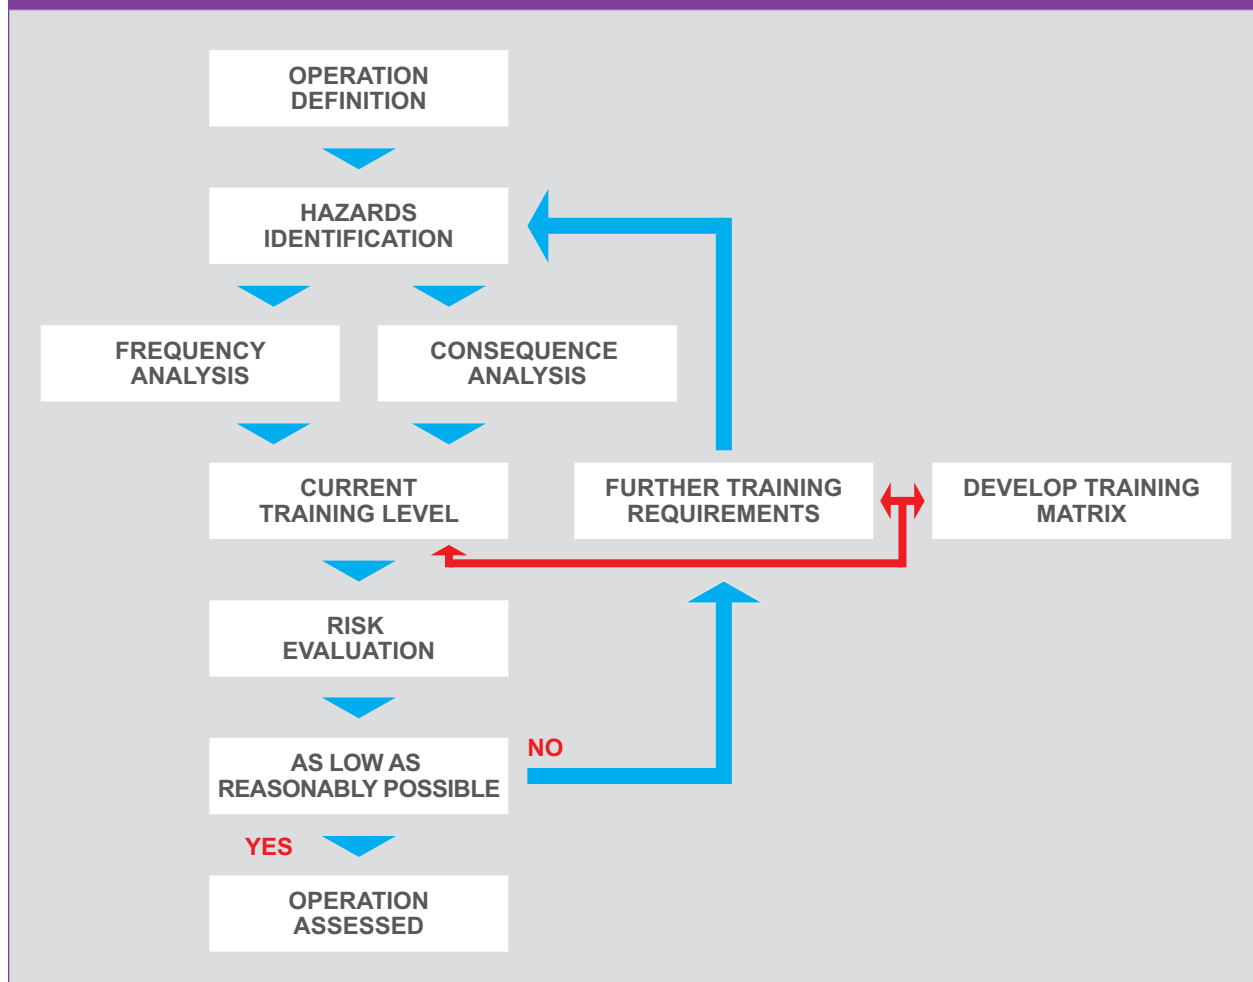 OPERATION
DEFINITION
HAZARDS
IDENTIFICATION
FREQUENCY
ANALYSIS
CONSEQUENCE
ANALYSIS
CURRENT
TRAINING LEVEL
FURTHER TRAINING
REQUIREMENTS
DEVELOP TRAINING
MATRIX
RISK
EVALUATION
AS LOW AS
REASONABLY POSSIBLE
NO
YES
OPERATION
ASSESSED